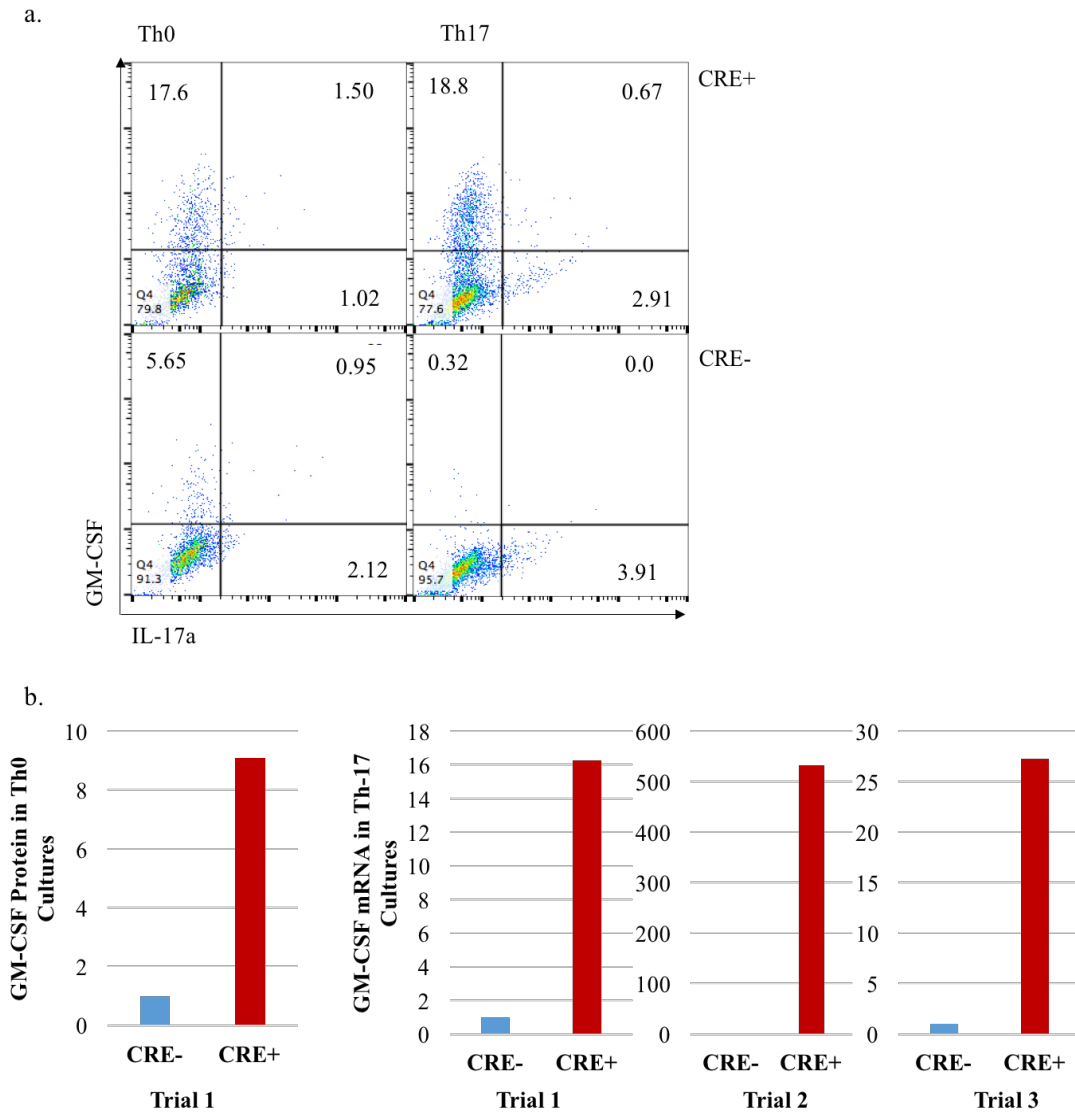 a.
Th0 Th17
17.6 1.50 18.8 0.67 CRE+
Q4 Q4
79.8 1.02 77.6 2.91
5.65 0.95 0.32 0.0 CRE-
Q4 Q4
91.3 2.12 95.7 3.91
GM-CSF
IL-17a
b.
GM-CSF Protein in Th0
Cultures
10
8
6
4
2
0
CRE- CRE+
Trial 1
GM-CSF mRNA in Th-17
Cultures
18
16
14
12
10
8
6
4
2
0
CRE- CRE+
Trial 1
600
500
400
300
200
100
0
CRE- CRE+
Trial 2
30
25
20
15
10
5
0
CRE- CRE+
Trial 3